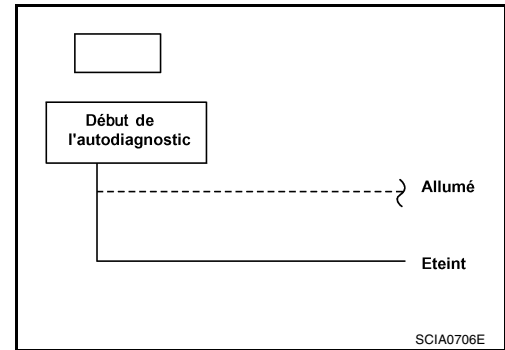 Début de
l'autodiagnostic
Allumé
Eteint
SCIA0706E